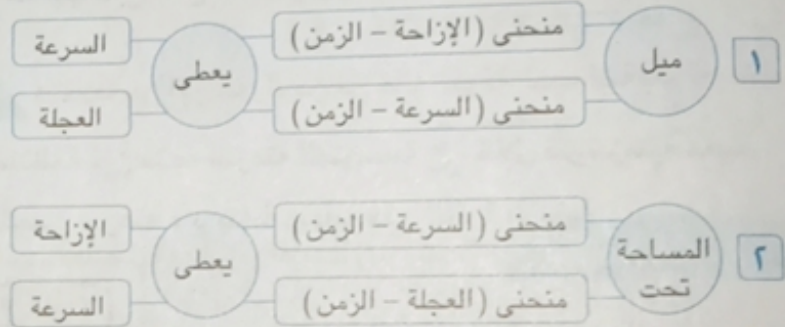 ١
ميل
منحنى (الإزاحة – الزمن)
منحنى (السرعة – الزمن)
يعطى
السرعة
العجلة
٢
المساحة
تحت
منحنى (السرعة – الزمن)
منحنى (العجلة – الزمن)
يعطى
الإزاحة
السرعة